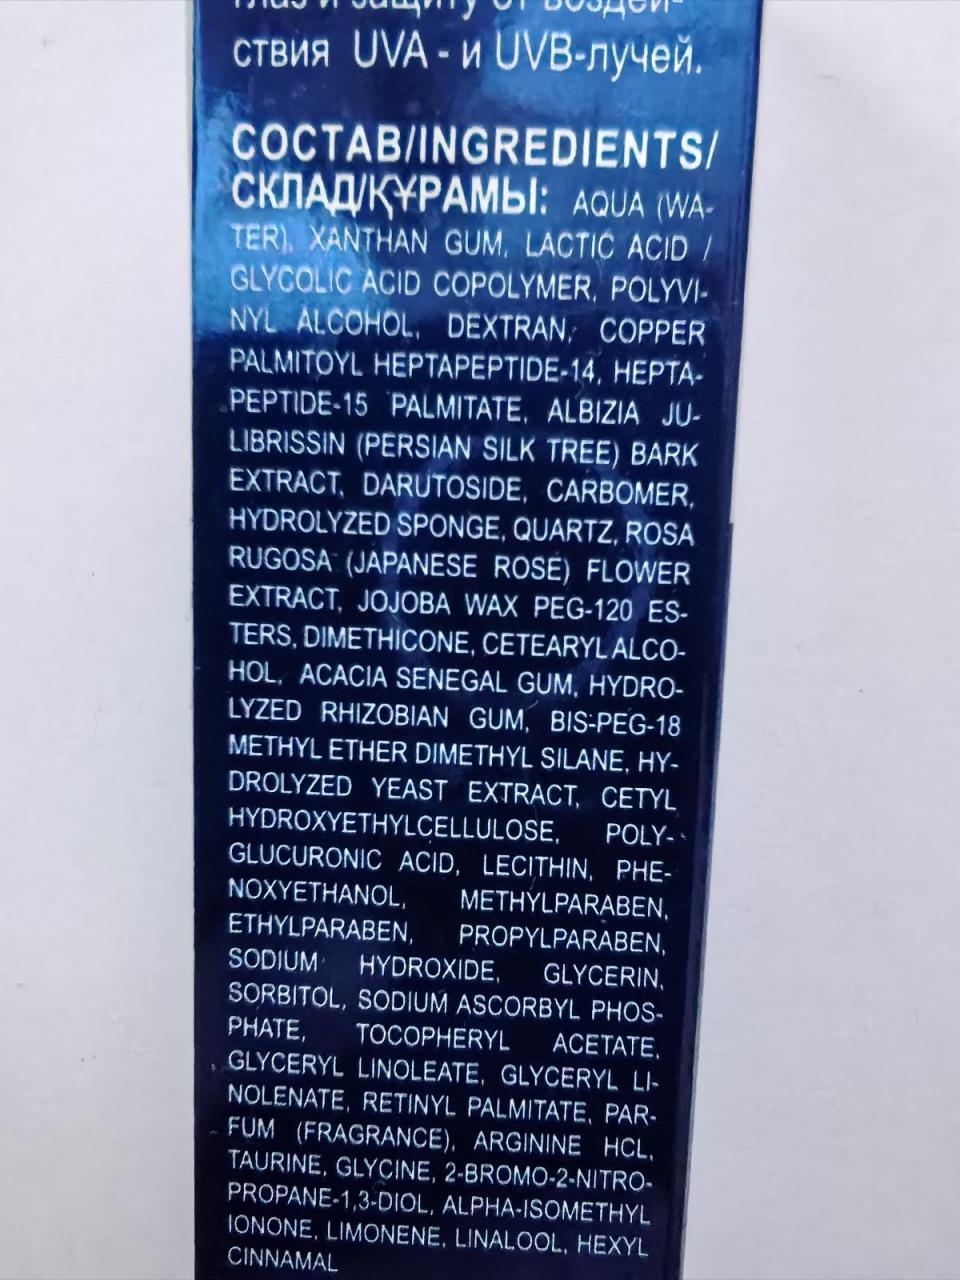 глаз и защиту от воздей-
ствия UVA - и UVB-лучей.
СОСТАВ/INGREDIENTS/
СКЛАД/ҚҰРАМЫ: AQUA (WA-
TER), XANTHAN GUM, LACTIC ACID /
GLYCOLIC ACID COPOLYMER, POLYVI-
NYL ALCOHOL, DEXTRAN, COPPER
PALMITOYL HEPTAPEPTIDE-14, HEPTA-
PEPTIDE-15 PALMITATE, ALBIZIA JU-
LIBRISSIN (PERSIAN SILK TREE) BARK
EXTRACT, DARUTOSIDE, CARBOMER,
HYDROLYZED SPONGE, QUARTZ, ROSA
RUGOSA (JAPANESE ROSE) FLOWER
EXTRACT, JOJOBA WAX PEG-120 ES-
TERS, DIMETHICONE, CETEARYL ALCO-
HOL, ACACIA SENEGAL GUM, HYDRO-
LYZED RHIZOBIAN GUM, BIS-PEG-18
METHYL ETHER DIMETHYL SILANE, HY-
DROLYZED YEAST EXTRACT, CETYL
HYDROXYETHYLCELLULOSE, POLY-
GLUCURONIC ACID, LECITHIN, PHE-
NOXYETHANOL, METHYLPARABEN,
ETHYLPARABEN, PROPYLPARABEN,
SODIUM HYDROXIDE, GLYCERIN,
SORBITOL, SODIUM ASCORBYL PHOS-
PHATE, TOCOPHERYL ACETATE,
GLYCERYL LINOLEATE, GLYCERYL LI-
NOLENATE, RETINYL PALMITATE, PAR-
FUM (FRAGRANCE), ARGININE HCL,
TAURINE, GLYCINE, 2-BROMO-2-NITRO-
PROPANE-1,3-DIOL, ALPHA-ISOMETHYL
IONONE, LIMONENE, LINALOOL, HEXYL
CINNAMAL